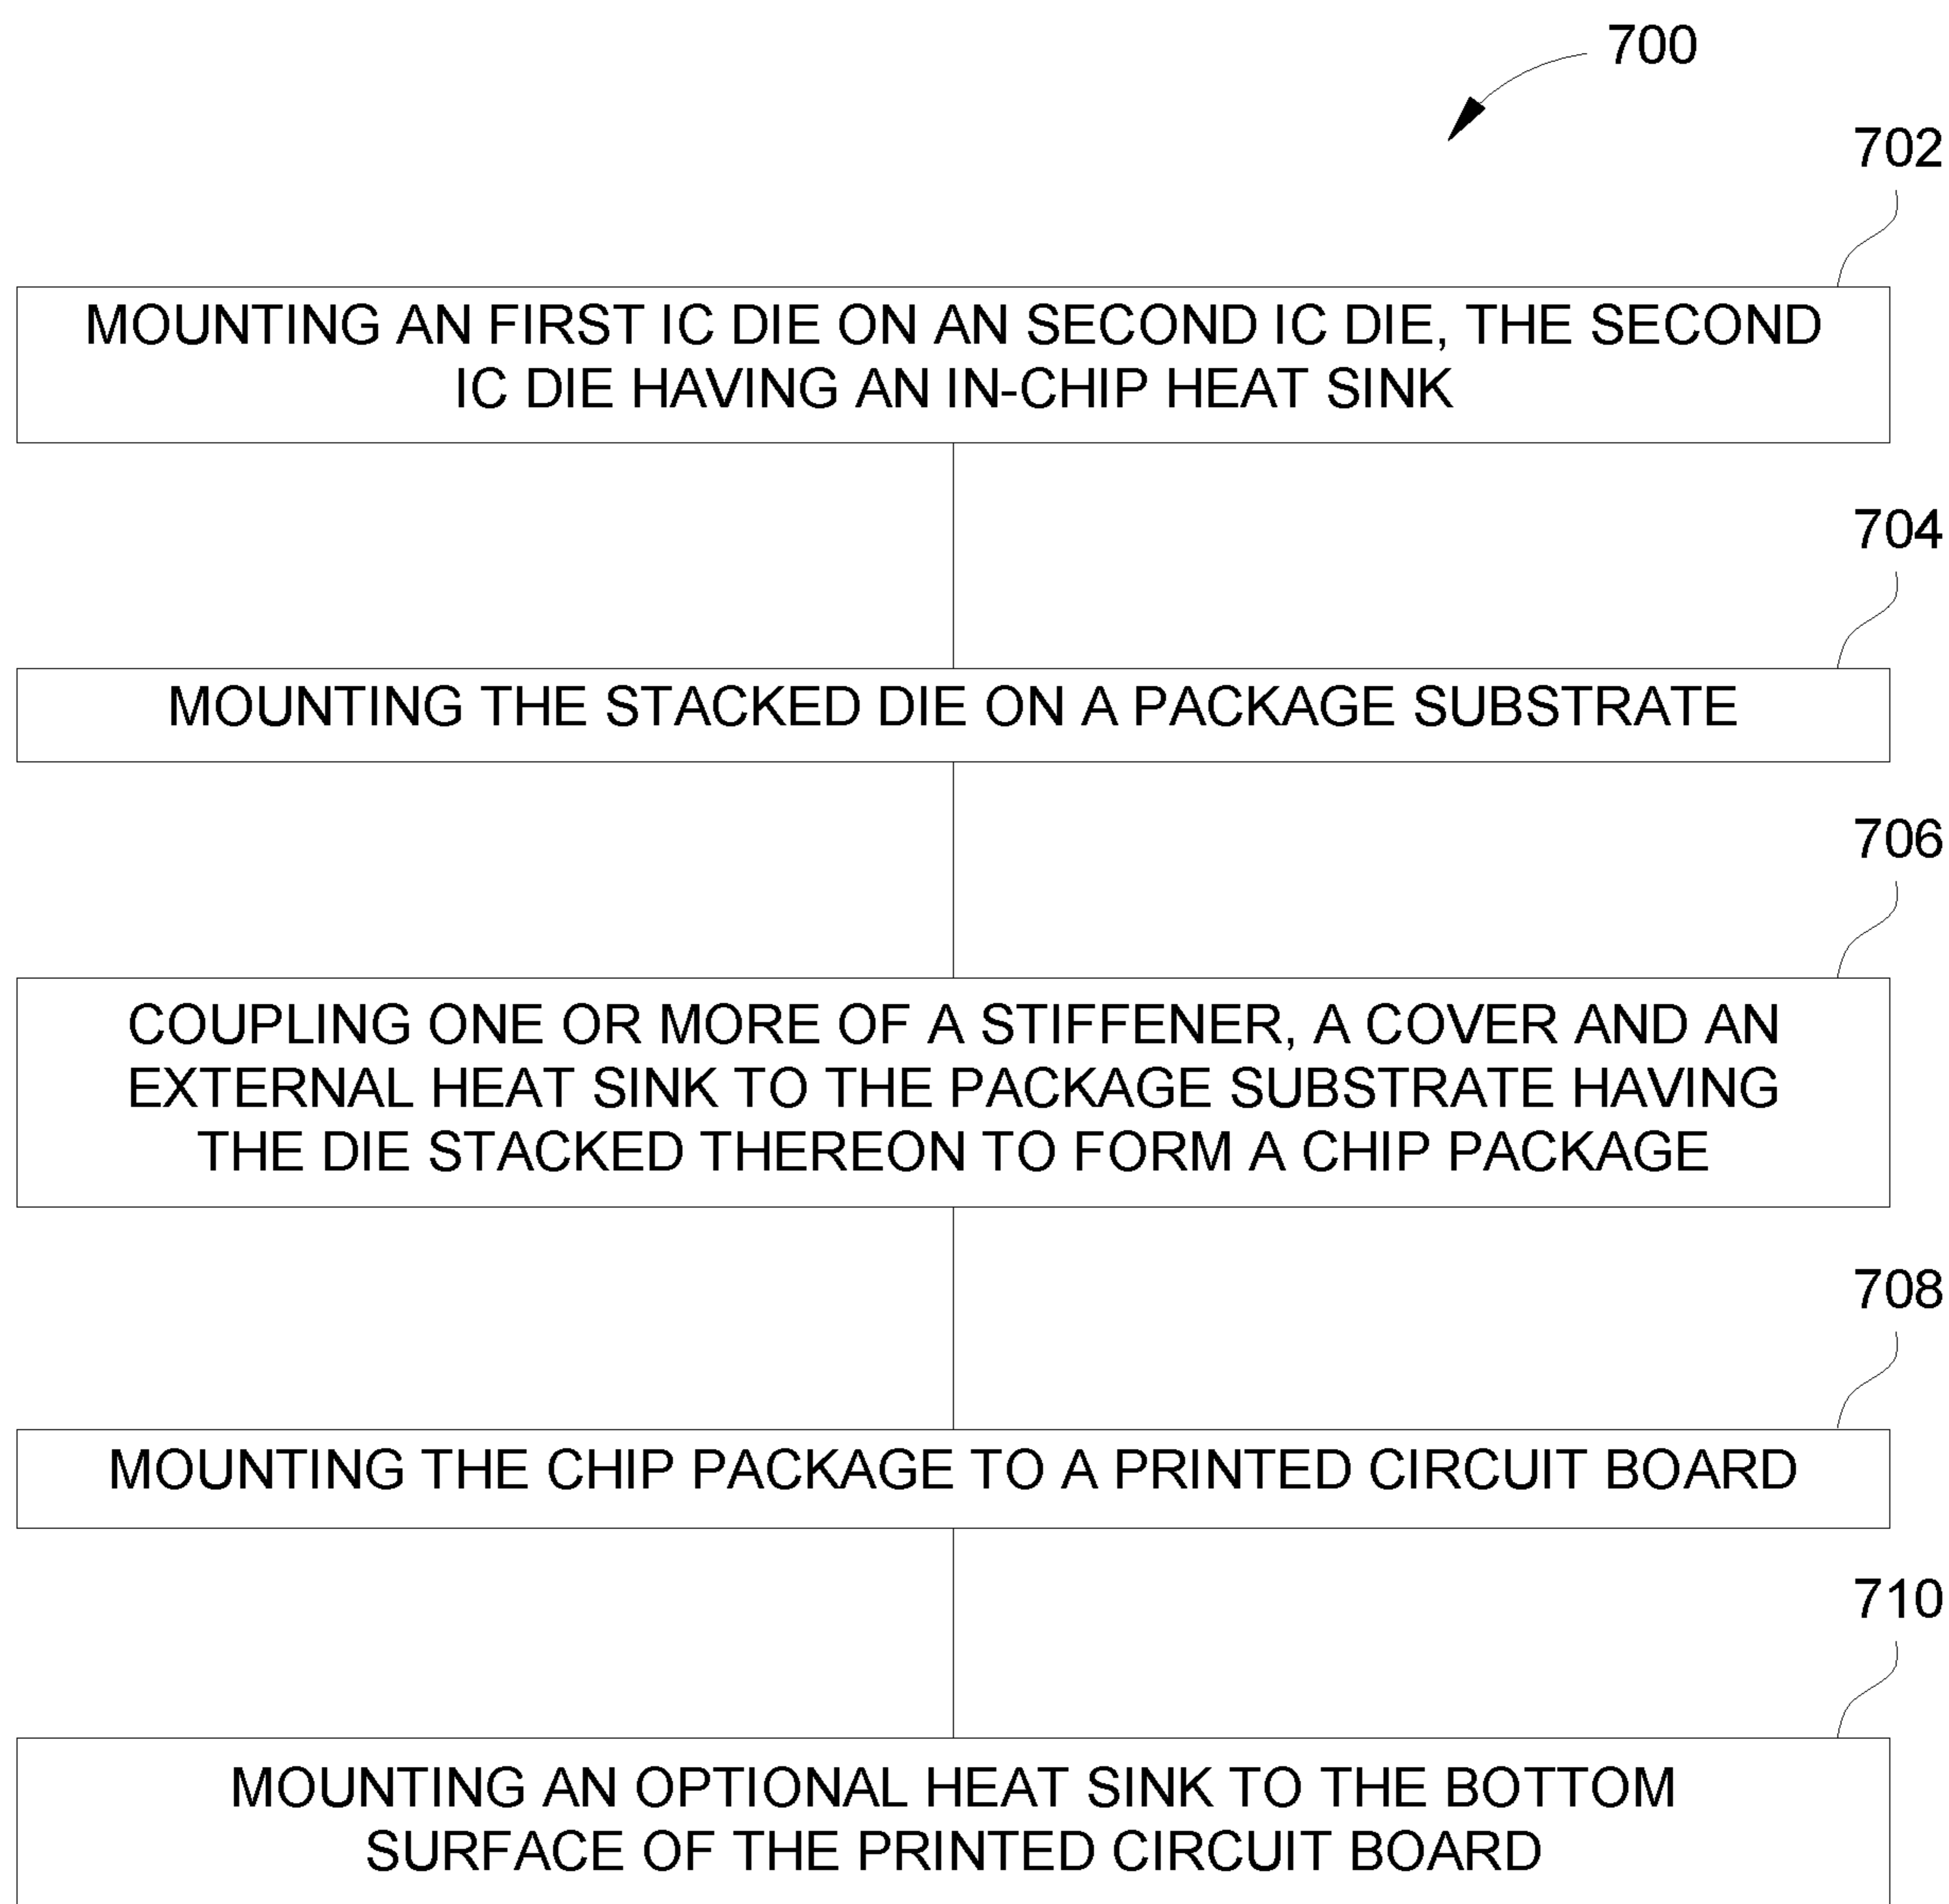 700
702
MOUNTING AN FIRST IC DIE ON AN SECOND IC DIE, THE SECOND
IC DIE HAVING AN IN-CHIP HEAT SINK
704
MOUNTING THE STACKED DIE ON A PACKAGE SUBSTRATE
706
COUPLING ONE OR MORE OF A STIFFENER, A COVER AND AN
EXTERNAL HEAT SINK TO THE PACKAGE SUBSTRATE HAVING
THE DIE STACKED THEREON TO FORM A CHIP PACKAGE
708
MOUNTING THE CHIP PACKAGE TO A PRINTED CIRCUIT BOARD
710
MOUNTING AN OPTIONAL HEAT SINK TO THE BOTTOM
SURFACE OF THE PRINTED CIRCUIT BOARD